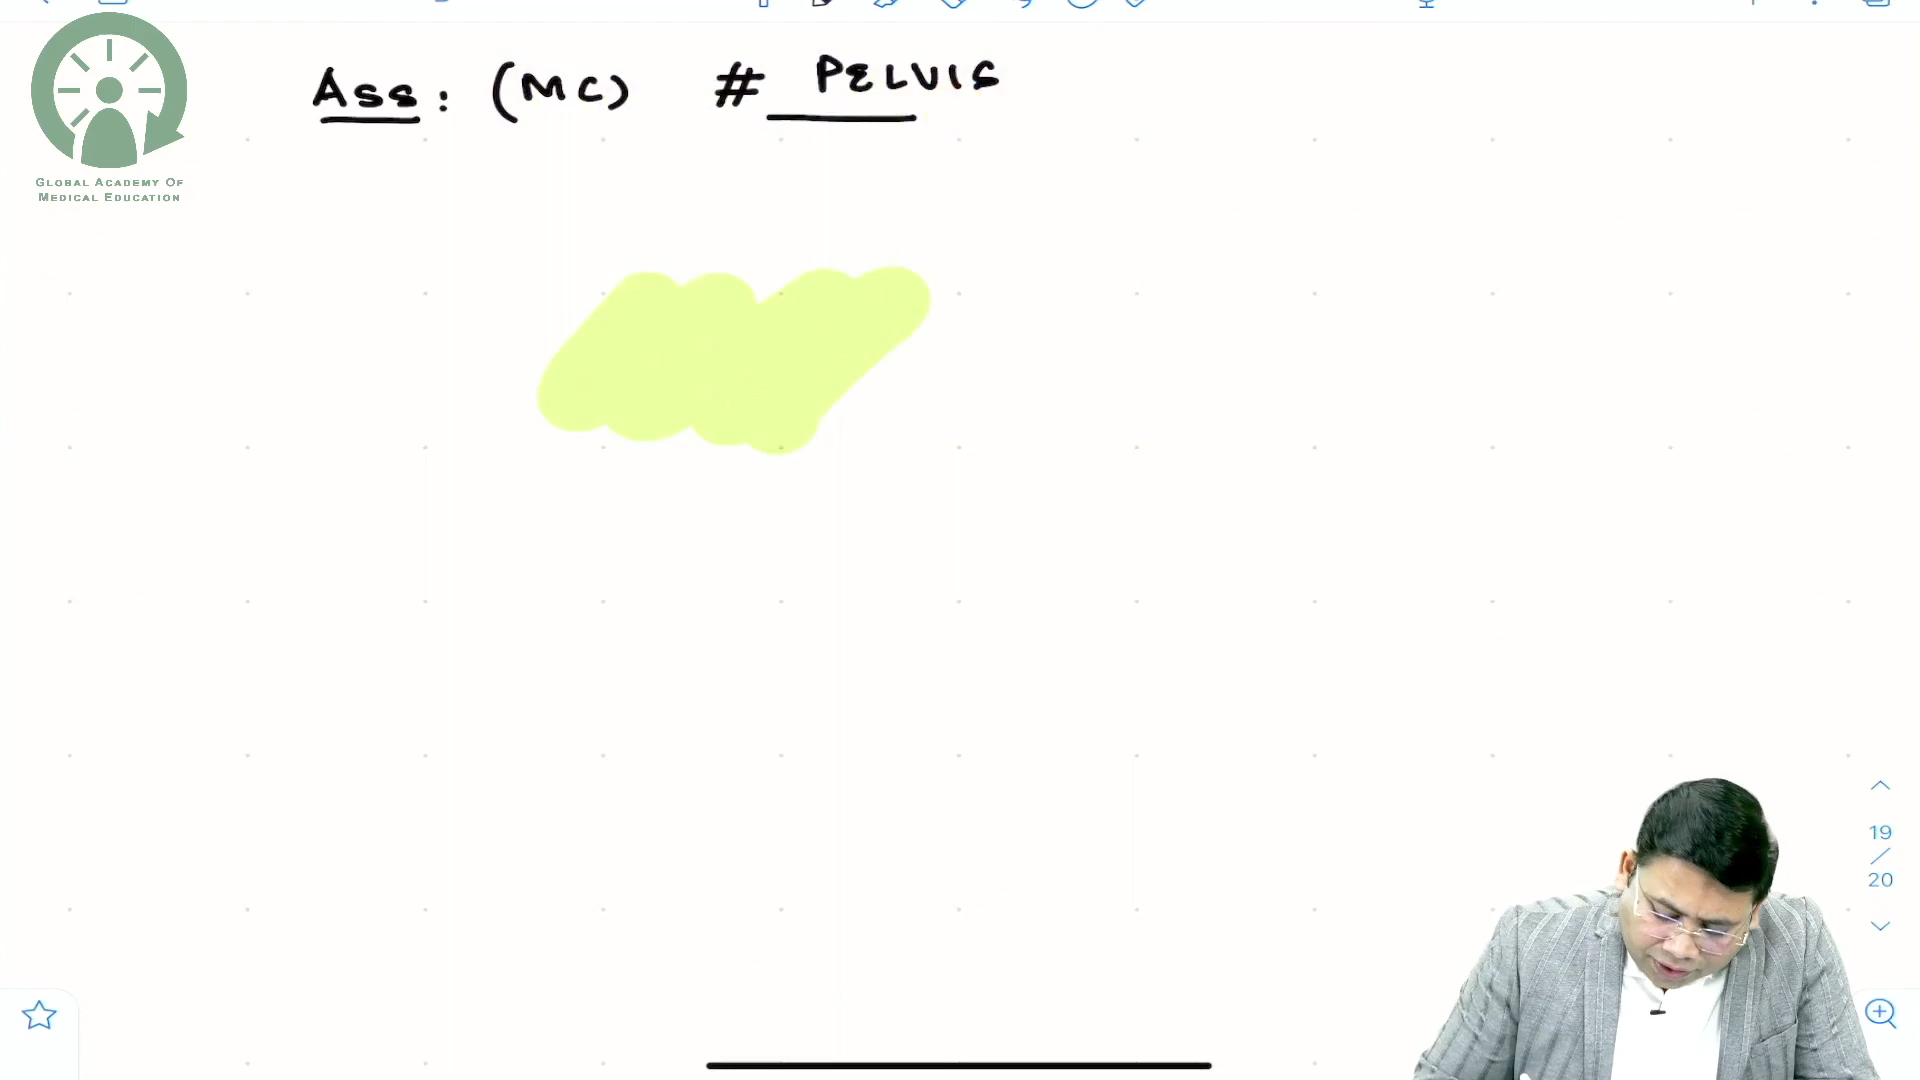 Ass: (MC) # PELVIS
GLOBAL ACADEMY OF
MEDICAL EDUCATION
19
/
20